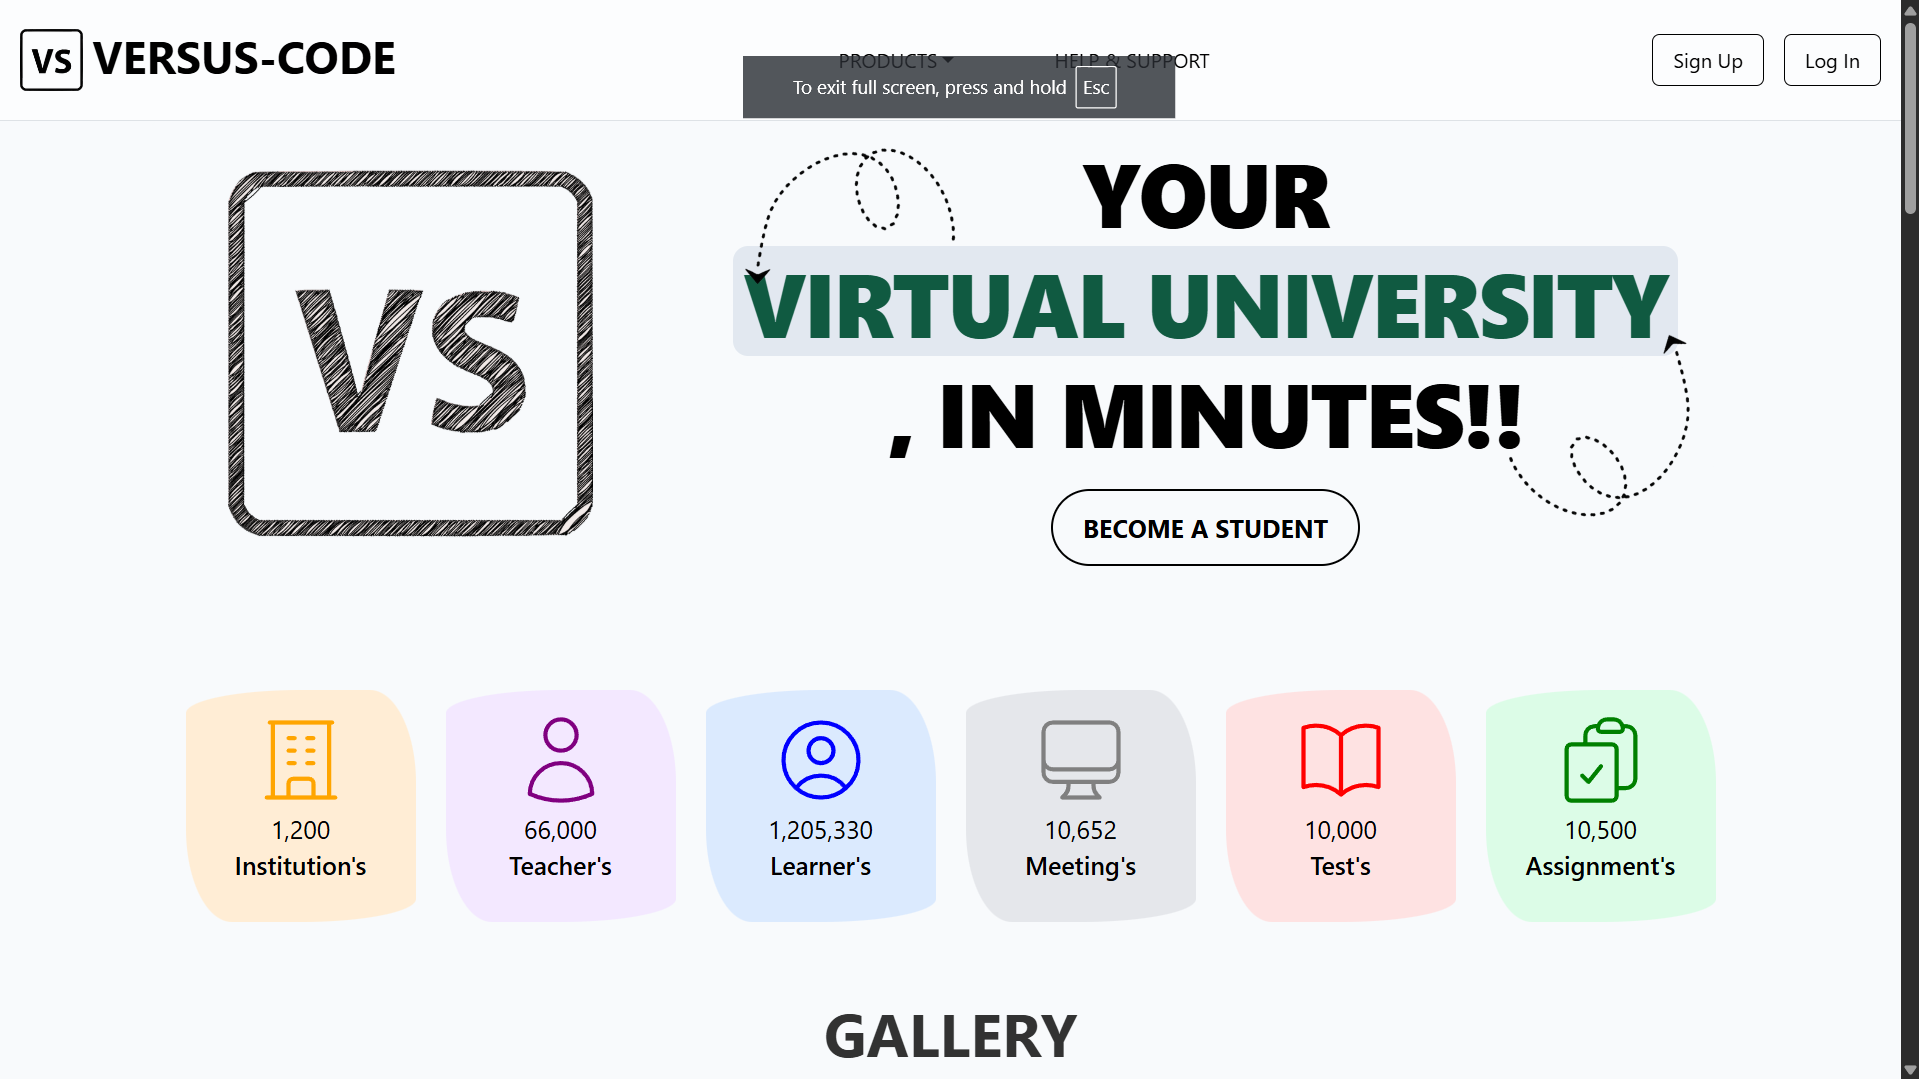 VS VERSUS-CODE
PRODUCTS
HELP & SUPPORT
Sign Up
Log In
To exit full screen, press and hold Esc
VS
YOUR
VIRTUAL UNIVERSITY
, IN MINUTES!!
BECOME A STUDENT
1,200
Institution's
66,000
Teacher's
1,205,330
Learner's
10,652
Meeting's
10,000
Test's
10,500
Assignment's
GALLERY